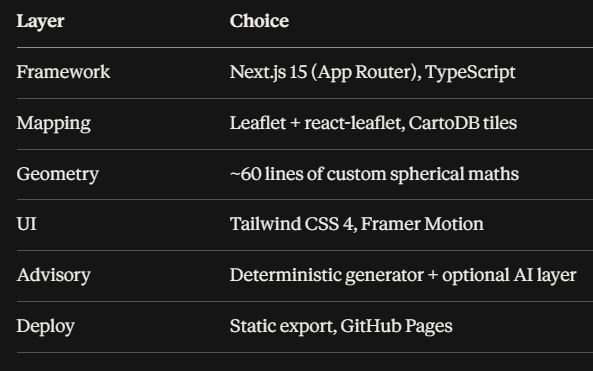 Layer Choice
Framework Next.js 15 (App Router), TypeScript
Mapping Leaflet + react-leaflet, CartoDB tiles
Geometry ~60 lines of custom spherical maths
UI Tailwind CSS 4, Framer Motion
Advisory Deterministic generator + optional AI layer
Deploy Static export, GitHub Pages